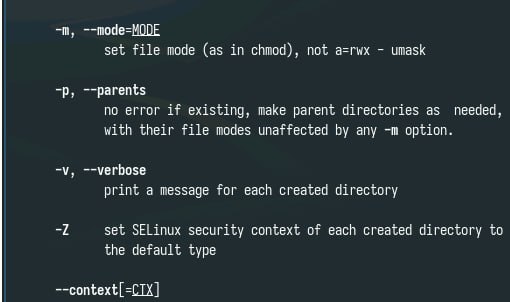 -m, --mode=MODE
set file mode (as in chmod), not a=rwx - umask
-p, --parents
no error if existing, make parent directories as  needed,
with their file modes unaffected by any -m option.
-v, --verbose
print a message for each created directory
-Z     set SELinux security context of each created directory to
the default type
--context[=CTX]